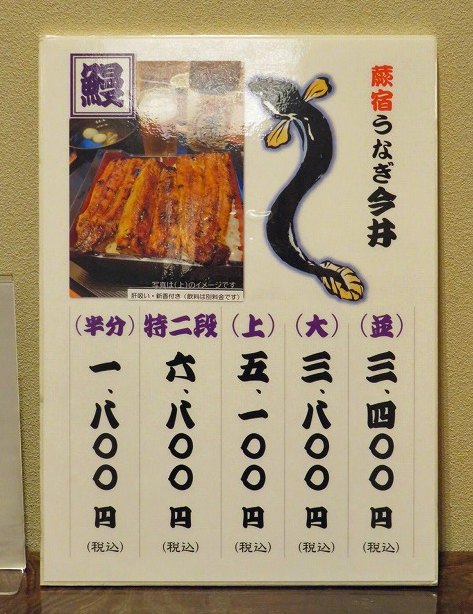 蕨宿うなぎ今井
鰻
写真は(上)のイメージです
肝吸い・新香付き(飲料は別料金です)
(並)
三、四〇〇円
(税込)
(大)
三、八〇〇円
(税込)
(上)
五、一〇〇円
(税込)
特二段
六、八〇〇円
(税込)
(半分)
一、八〇〇円
(税込)